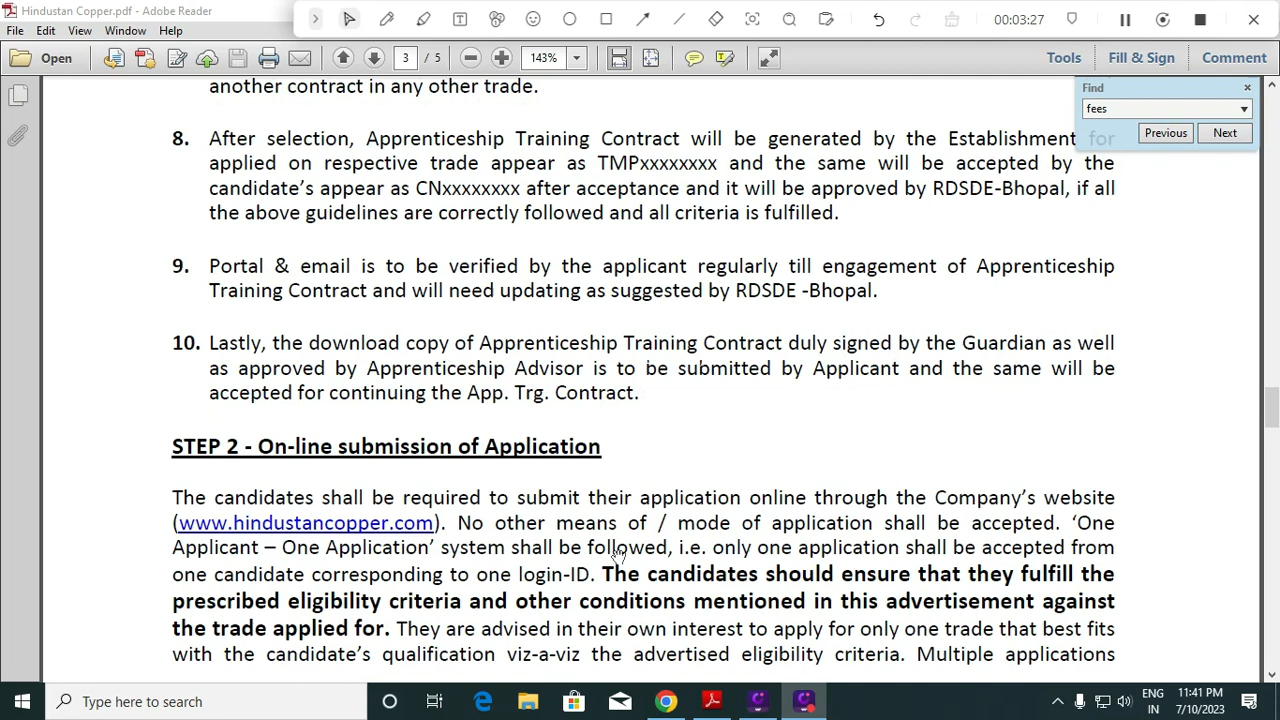 Hindustan Copper.pdf - Adobe Reader
00:03:27
File Edit View Window Help
Open
3 / 5
143%
Tools Fill & Sign Comment
Find
fees
Previous Next
another contract in any other trade.
8. After selection, Apprenticeship Training Contract will be generated by the Establishment for
applied on respective trade appear as TMPxxxxxxxx and the same will be accepted by the
candidate's appear as CNxxxxxxxx after acceptance and it will be approved by RDSDE-Bhopal, if all
the above guidelines are correctly followed and all criteria is fulfilled.
9. Portal & email is to be verified by the applicant regularly till engagement of Apprenticeship
Training Contract and will need updating as suggested by RDSDE -Bhopal.
10. Lastly, the download copy of Apprenticeship Training Contract duly signed by the Guardian as well
as approved by Apprenticeship Advisor is to be submitted by Applicant and the same will be
accepted for continuing the App. Trg. Contract.
STEP 2 - On-line submission of Application
The candidates shall be required to submit their application online through the Company's website
(www.hindustancopper.com). No other means of / mode of application shall be accepted. 'One
Applicant – One Application' system shall be followed, i.e. only one application shall be accepted from
one candidate corresponding to one login-ID. The candidates should ensure that they fulfill the
prescribed eligibility criteria and other conditions mentioned in this advertisement against
the trade applied for. They are advised in their own interest to apply for only one trade that best fits
with the candidate's qualification viz-a-viz the advertised eligibility criteria. Multiple applications
Type here to search
ENG
IN
11:41 PM
7/10/2023